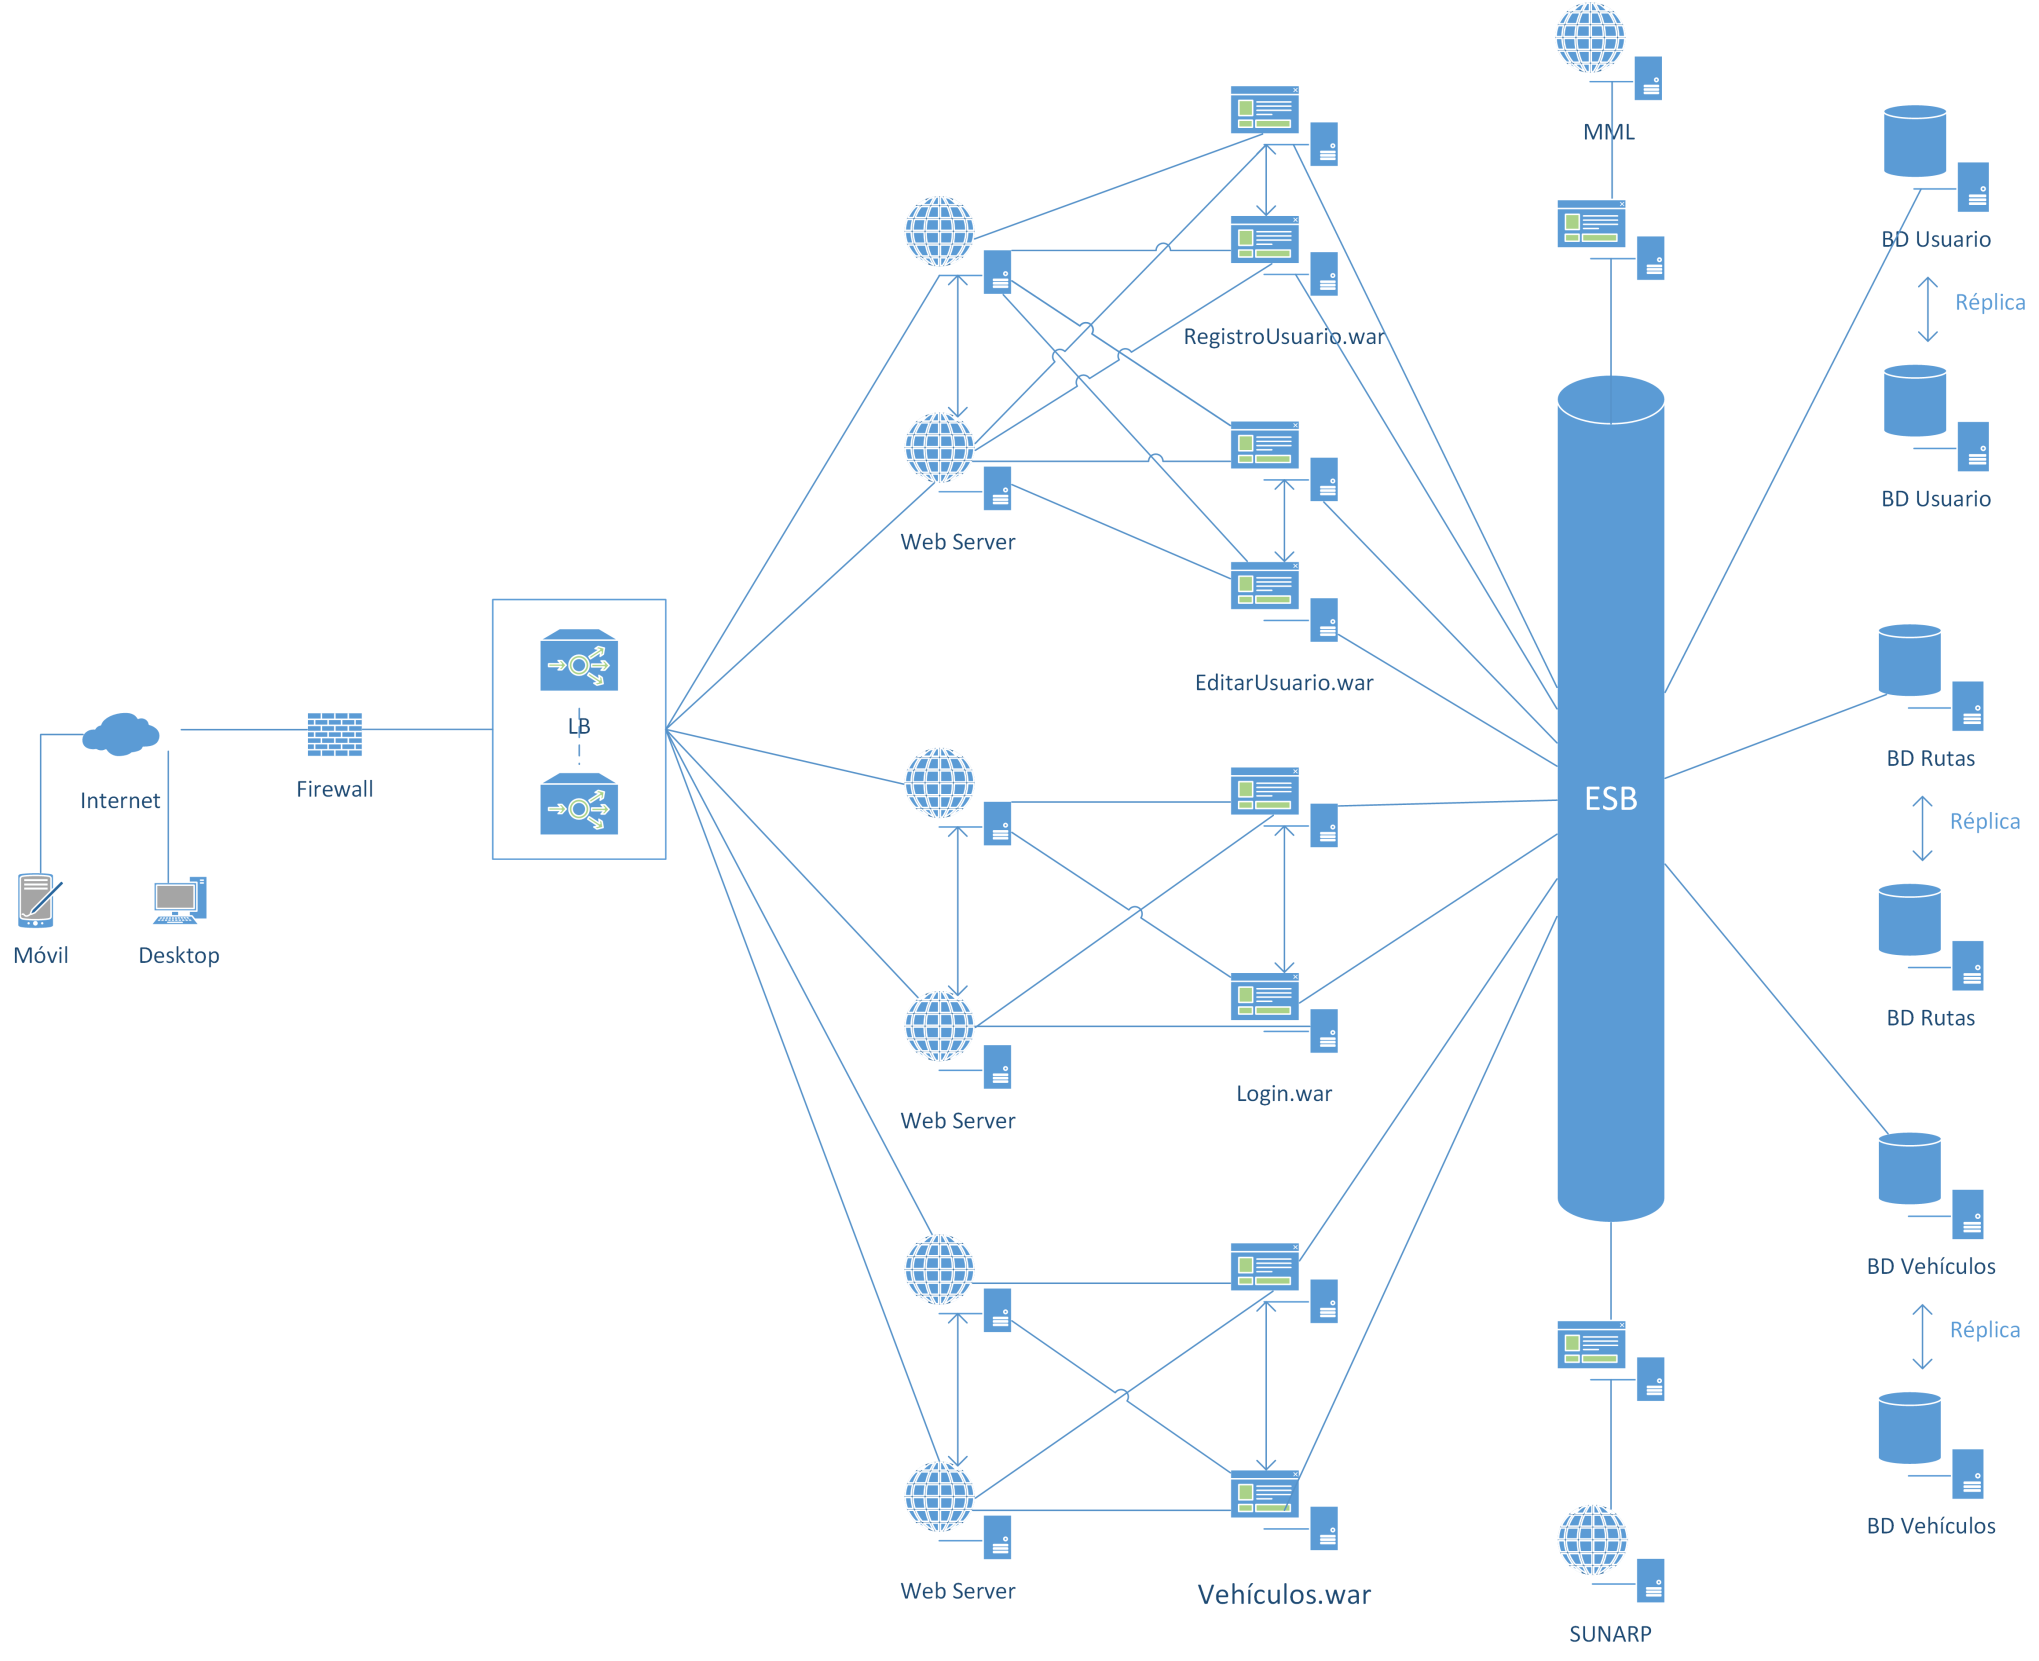 MML
BD Usuario
Réplica
RegistroUsuario.war
BD Usuario
Web Server
EditarUsuario.war
LB
BD Rutas
Internet
Firewall
ESB
Réplica
Móvil
Desktop
BD Rutas
Login.war
Web Server
BD Vehículos
Réplica
BD Vehículos
Web Server
Vehículos.war
SUNARP